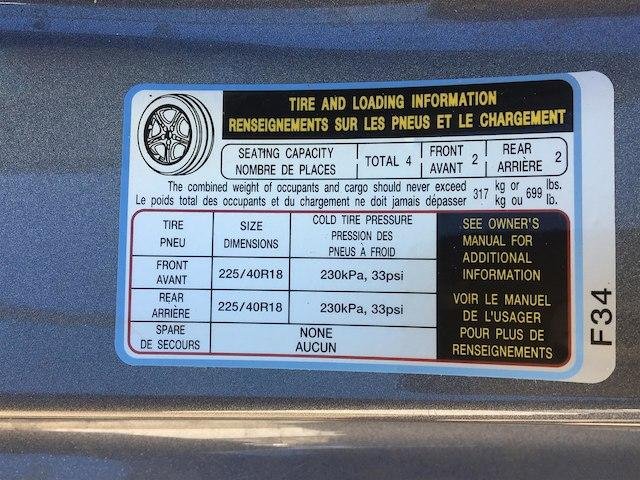 TIRE AND LOADING INFORMATION
RENSEIGNEMENTS SUR LES PNEUS ET LE CHARGEMENT
SEATING CAPACITY
NOMBRE DE PLACES
TOTAL 4
FRONT
AVANT 2
REAR
ARRIÈRE 2
The combined weight of occupants and cargo should never exceed 317 kg or 699 lbs.
Le poids total des occupants et du chargement ne doit jamais dépasser kg ou lb.
TIRE
PNEU
SIZE
DIMENSIONS
COLD TIRE PRESSURE
PRESSION DES
PNEUS À FROID
FRONT
AVANT
225/40R18
230kPa, 33psi
REAR
ARRIÈRE
225/40R18
230kPa, 33psi
SPARE
DE SECOURS
NONE
AUCUN
SEE OWNER'S
MANUAL FOR
ADDITIONAL
INFORMATION
VOIR LE MANUEL
DE L'USAGER
POUR PLUS DE
RENSEIGNEMENTS
F34